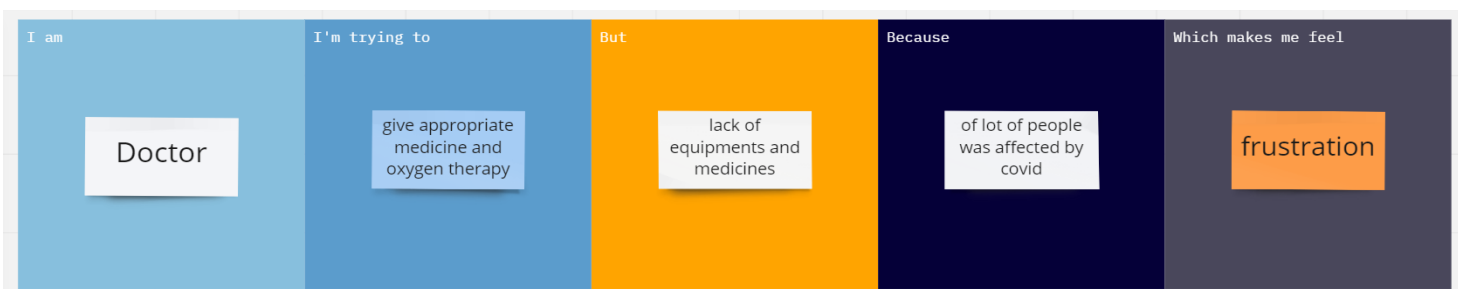 I am
Doctor
I'm trying to
give appropriate
medicine and
oxygen therapy
But
lack of
equipments and
medicines
Because
of lot of people
was affected by
covid
Which makes me feel
frustration